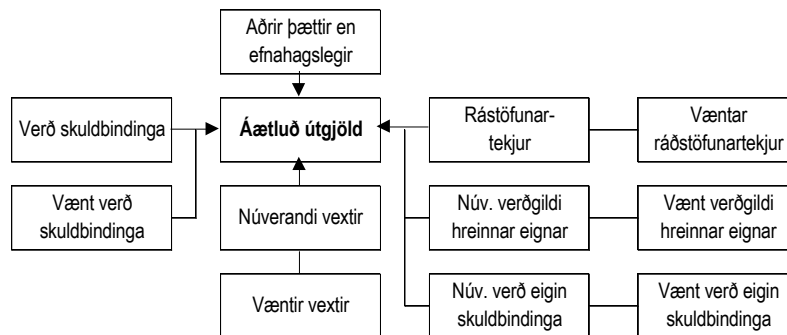 Aðrir þættir en
efnahagslegir
Verð skuldbindinga
Áætluð útgjöld
Rástöfunar-
tekjur
Væntar
ráðstöfunartekjur
Vænt verð
skuldbindinga
Núverandi vextir
Núv. verðgildi
hreinnar eignar
Vænt verðgildi
hreinnar eignar
Væntir vextir
Núv. verð eigin
skuldbindinga
Vænt verð eigin
skuldbindinga